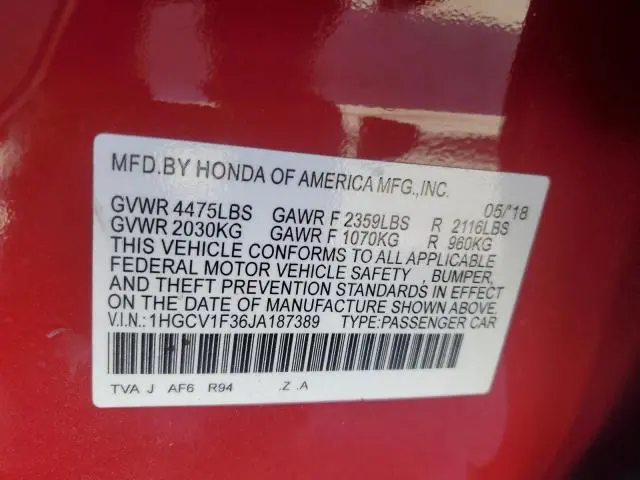 MFD.BY HONDA OF AMERICA MFG.,INC.
05/'18
GVWR 4475LBS GAWR F 2359LBS R 2116LBS
GVWR 2030KG GAWR F 1070KG R 960KG
THIS VEHICLE CONFORMS TO ALL APPLICABLE
FEDERAL MOTOR VEHICLE SAFETY , BUMPER,
AND THEFT PREVENTION STANDARDS IN EFFECT
ON THE DATE OF MANUFACTURE SHOWN ABOVE.
V.I.N.:1HGCV1F36JA187389 TYPE:PASSENGER CAR
TVA J AF6 R94 .Z .A